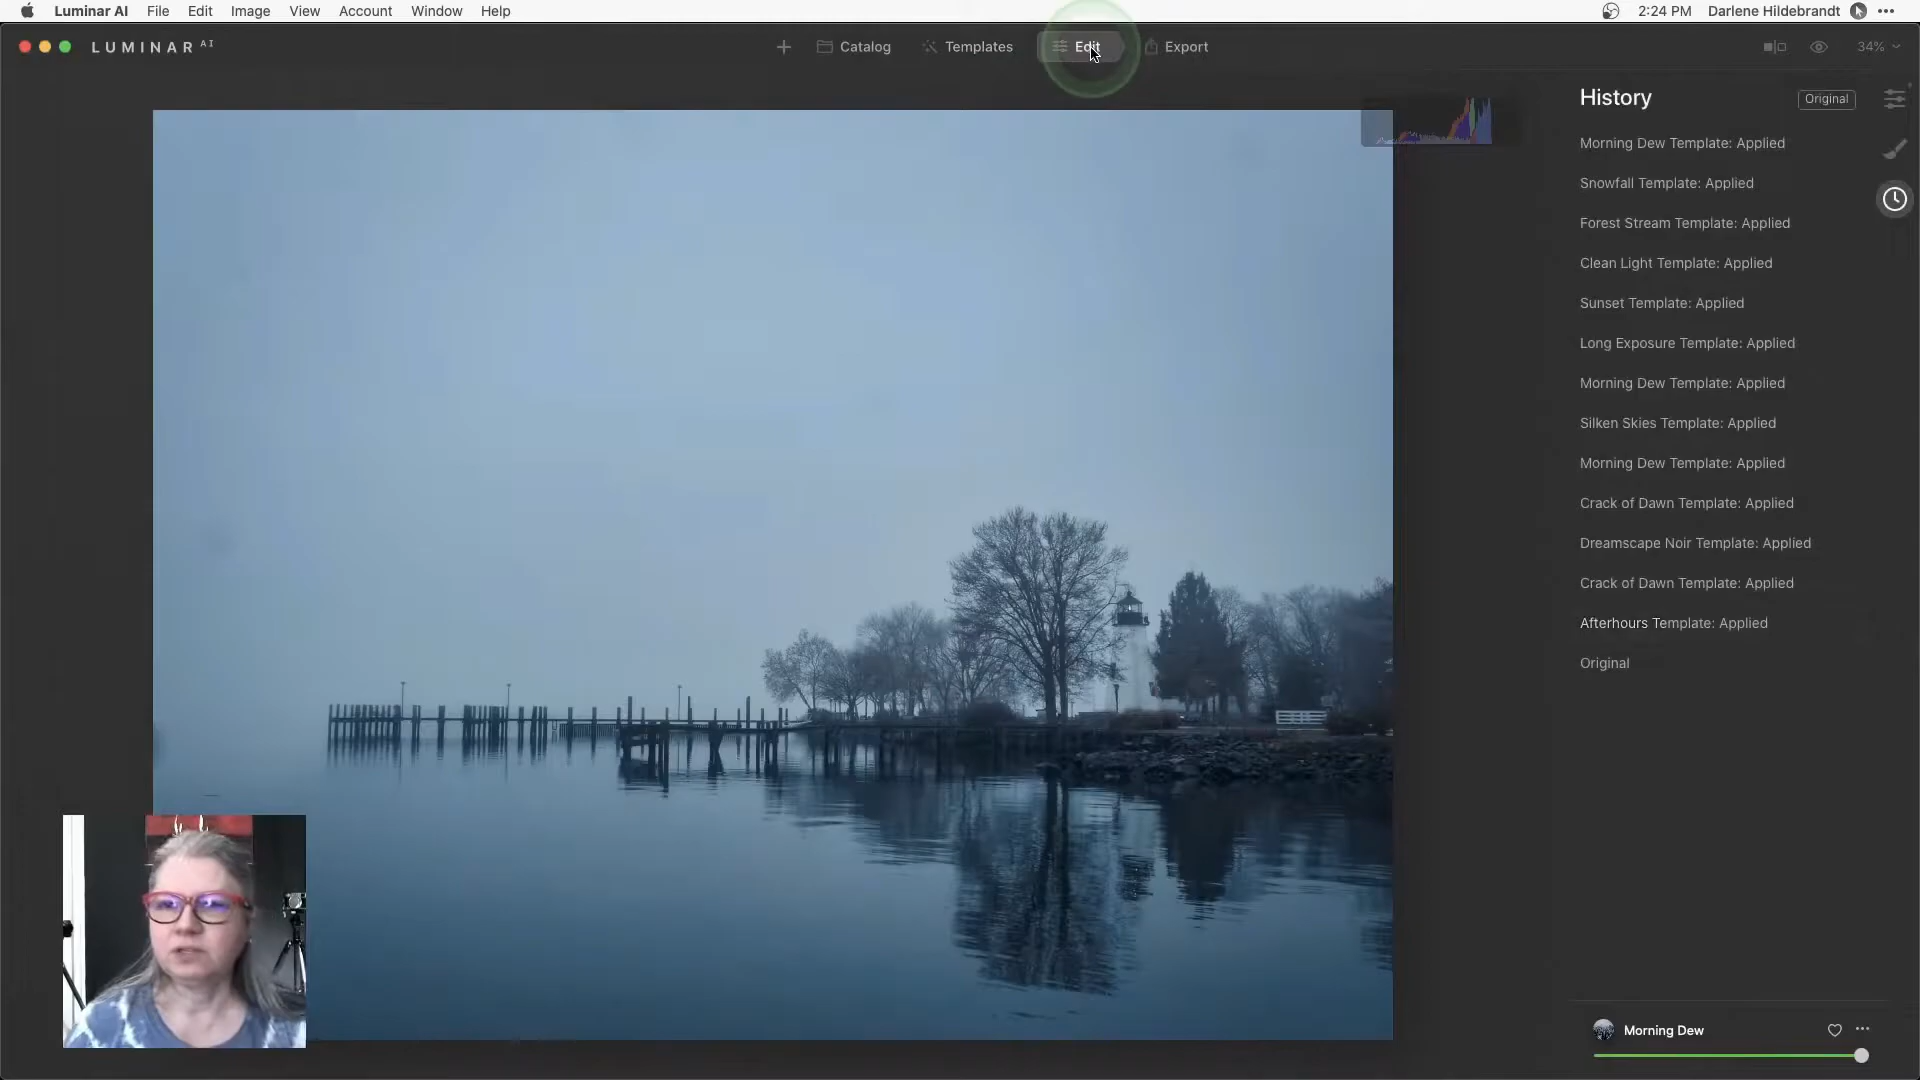 Luminar AI File Edit Image View Account Window Help 2:24 PM Darlene Hildebrandt
LUMINAR AI Catalog Templates Edit Export 34%
History Original
Morning Dew Template: Applied
Snowfall Template: Applied
Forest Stream Template: Applied
Clean Light Template: Applied
Sunset Template: Applied
Long Exposure Template: Applied
Morning Dew Template: Applied
Silken Skies Template: Applied
Morning Dew Template: Applied
Crack of Dawn Template: Applied
Dreamscape Noir Template: Applied
Crack of Dawn Template: Applied
Afterhours Template: Applied
Original
Morning Dew